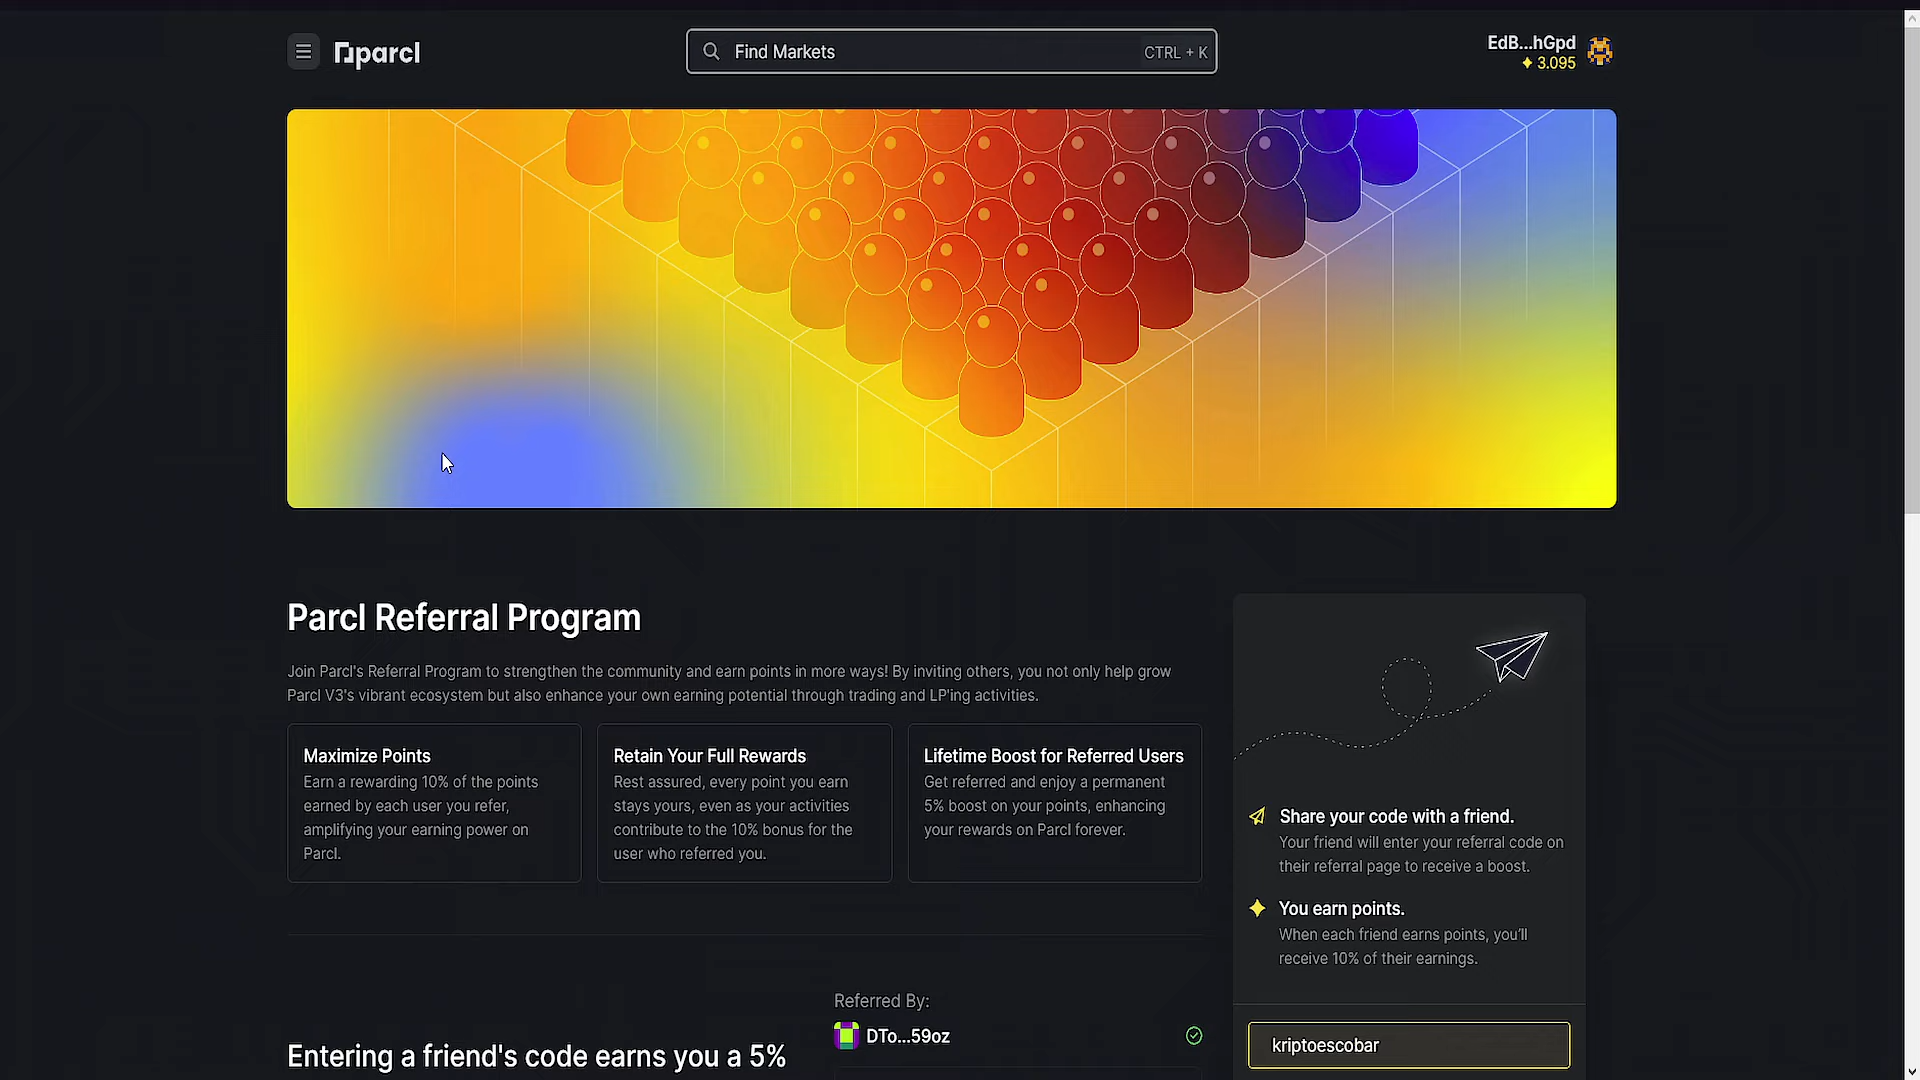 parcl
Find Markets
CTRL + K
EdB...hGpd
3.095
Parcl Referral Program
Join Parcl's Referral Program to strengthen the community and earn points in more ways! By inviting others, you not only help grow
Parcl V3's vibrant ecosystem but also enhance your own earning potential through trading and LP'ing activities.
Maximize Points
Earn a rewarding 10% of the points
earned by each user you refer,
amplifying your earning power on
Parcl.
Retain Your Full Rewards
Rest assured, every point you earn
stays yours, even as your activities
contribute to the 10% bonus for the
user who referred you.
Lifetime Boost for Referred Users
Get referred and enjoy a permanent
5% boost on your points, enhancing
your rewards on Parcl forever.
Share your code with a friend.
Your friend will enter your referral code on
their referral page to receive a boost.
You earn points.
When each friend earns points, you'll
receive 10% of their earnings.
kriptoescobar
Referred By:
DTo...59oz
Entering a friend's code earns you a 5%